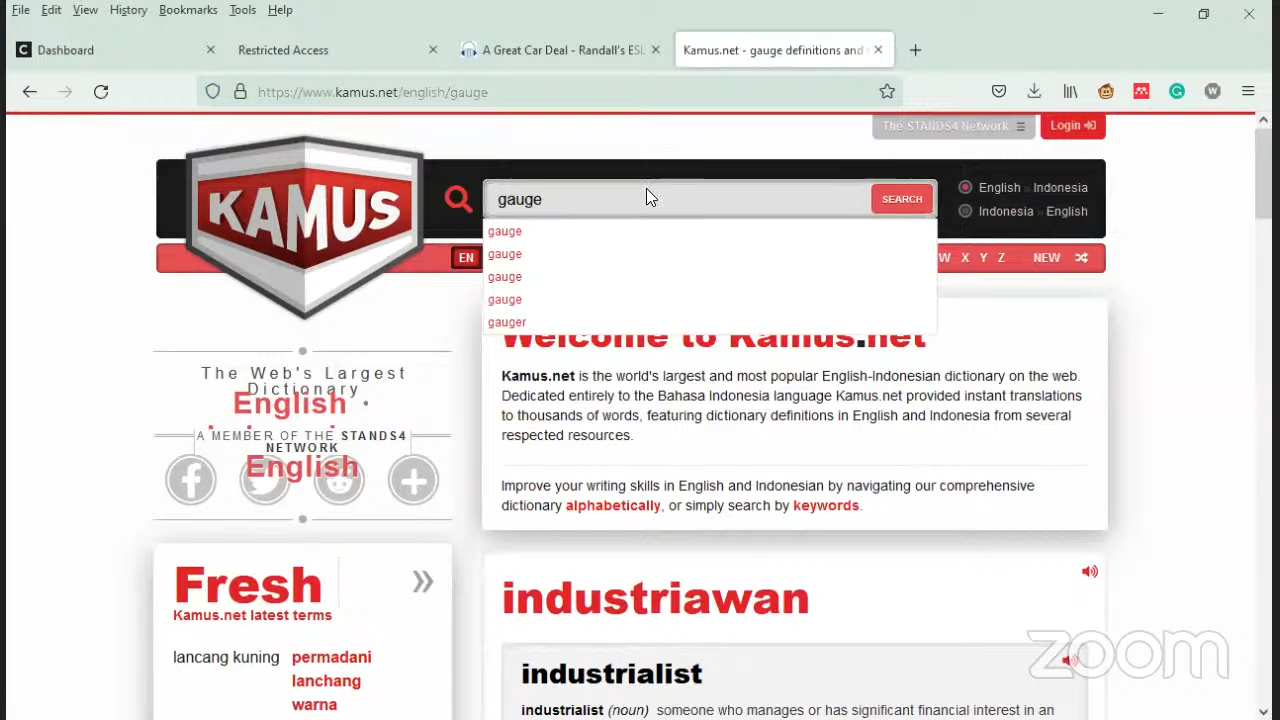 File Edit View History Bookmarks Tools Help
Dashboard
Restricted Access
A Great Car Deal - Randall's ESL
Kamus.net - gauge definitions and
https://www.kamus.net/english/gauge
The STANDS4 Network
Login
KAMUS
gauge
SEARCH
English » Indonesia
Indonesia » English
gauge
gauge
gauge
gauge
gauger
EN
W X Y Z NEW
Welcome to Kamus.net
Kamus.net is the world's largest and most popular English-Indonesian dictionary on the web.
Dedicated entirely to the Bahasa Indonesia language Kamus.net provided instant translations
to thousands of words, featuring dictionary definitions in English and Indonesia from several
respected resources.
Improve your writing skills in English and Indonesian by navigating our comprehensive
dictionary alphabetically, or simply search by keywords.
The Web's Largest
Dictionary
English •
A MEMBER OF THE STANDS4
NETWORK
English
Fresh
Kamus.net latest terms
lancang kuning permadani
lanchang
warna
industriawan
industrialist
industrialist (noun) someone who manages or has significant financial interest in an
zoom